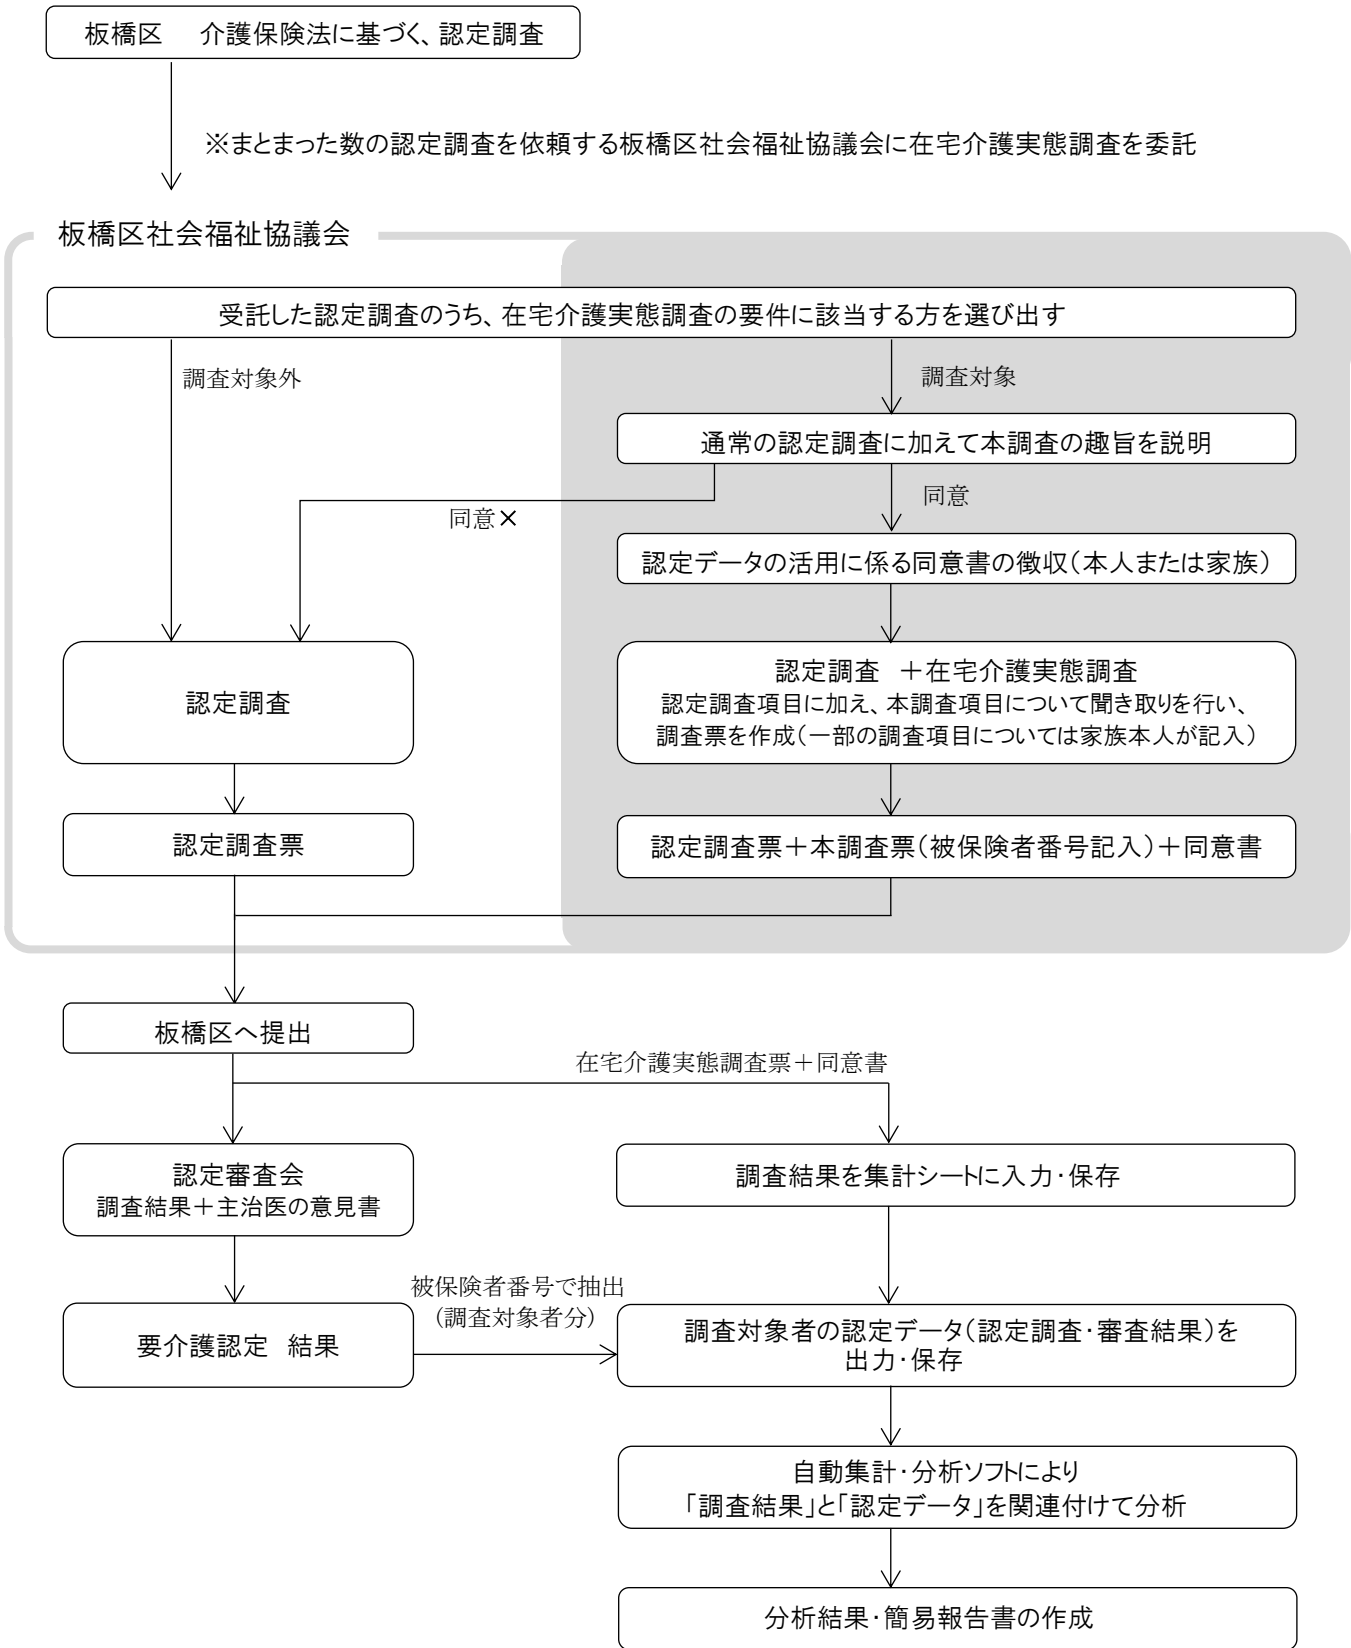 板橋区　介護保険法に基づく、認定調査
※まとまった数の認定調査を依頼する板橋区社会福祉協議会に在宅介護実態調査を委託
板橋区社会福祉協議会
受託した認定調査のうち、在宅介護実態調査の要件に該当する方を選び出す
調査対象外
調査対象
通常の認定調査に加えて本調査の趣旨を説明
同意
同意×
認定データの活用に係る同意書の徴収（本人または家族）
認定調査
認定調査　＋在宅介護実態調査
認定調査項目に加え、本調査項目について聞き取りを行い、
調査票を作成（一部の調査項目については家族本人が記入）
認定調査票
認定調査票＋本調査票（被保険者番号記入）＋同意書
板橋区へ提出
在宅介護実態調査票＋同意書
認定審査会
調査結果＋主治医の意見書
調査結果を集計シートに入力・保存
被保険者番号で抽出
（調査対象者分）
要介護認定　結果
調査対象者の認定データ（認定調査・審査結果）を
出力・保存
自動集計・分析ソフトにより
「調査結果」と「認定データ」を関連付けて分析
分析結果・簡易報告書の作成